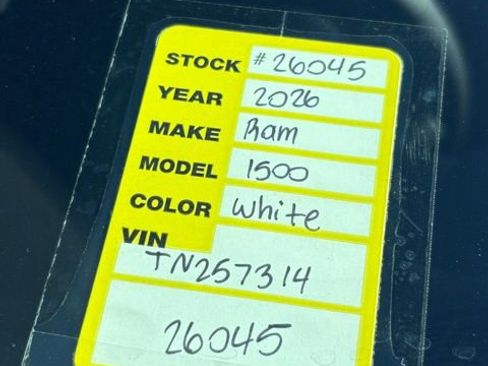 STOCK #26045
YEAR 2026
MAKE Ram
MODEL 1500
COLOR White
VIN
TN257314
26045